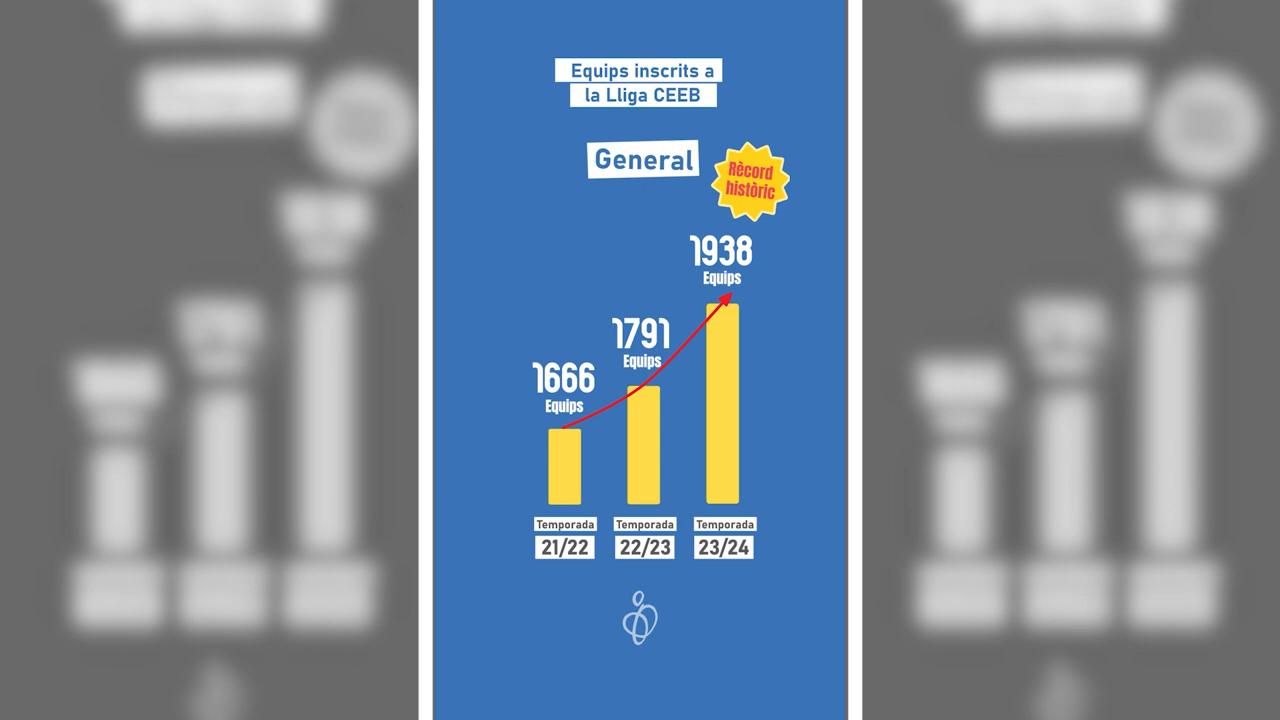 Equips inscrits a
la Lliga CEEB
General
Rècord
històric
1938
Equips
1791
Equips
1666
Equips
Temporada
21/22
Temporada
22/23
Temporada
23/24